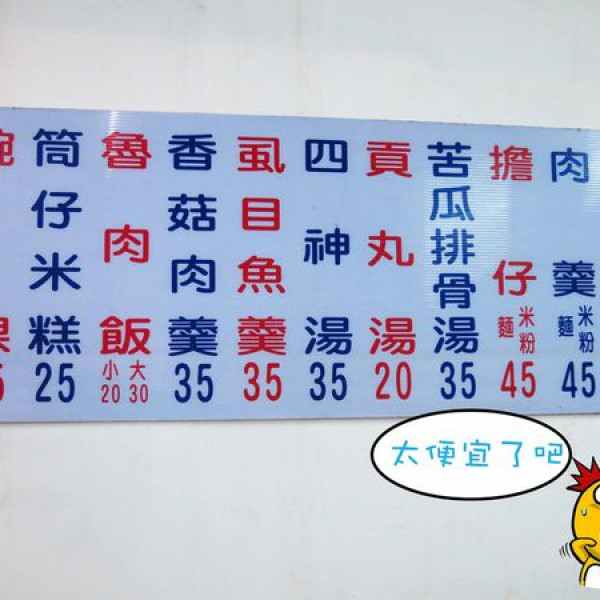 碗粿
筒仔米糕 25
魯肉飯 小20 大30
香菇肉羹 35
虱目魚羹 35
四神湯 35
貢丸湯 20
苦瓜排骨湯 35
擔仔麵 米粉 45
肉羹麵 米粉 45
太便宜了吧